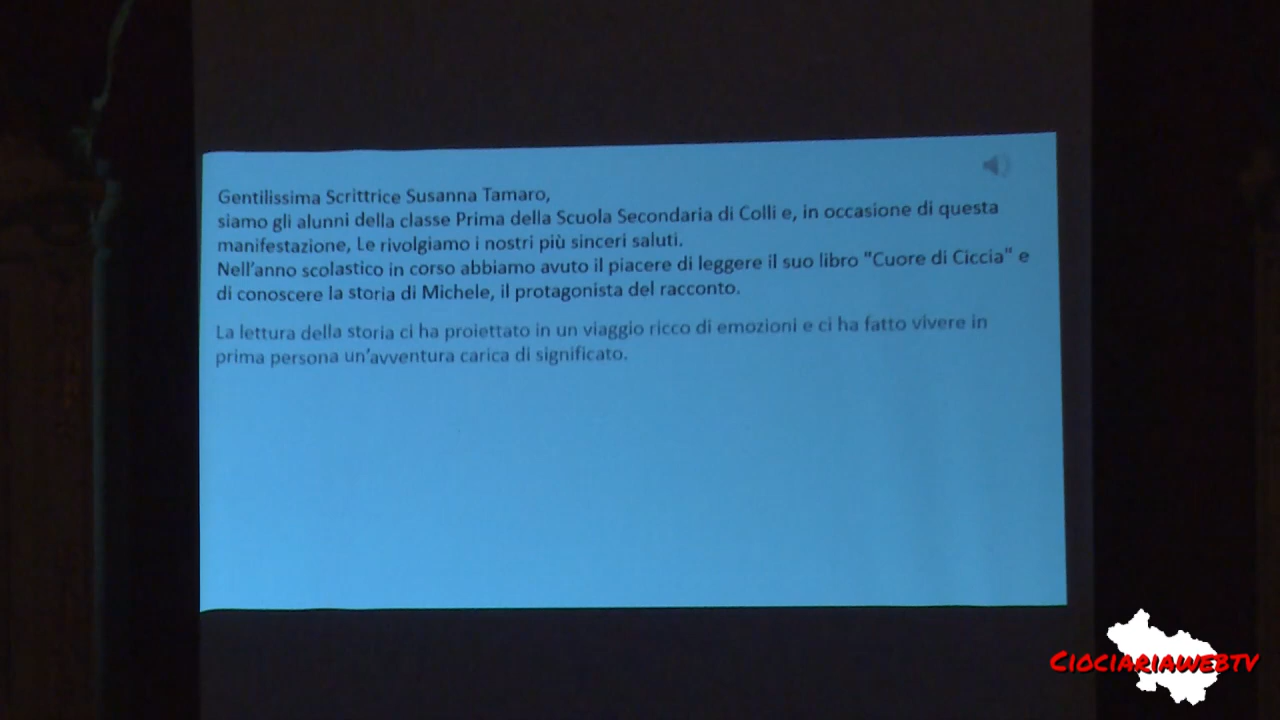 Gentilissima Scrittrice Susanna Tamaro,
siamo gli alunni della classe Prima della Scuola Secondaria di Colli e, in occasione di questa
manifestazione, Le rivolgiamo i nostri più sinceri saluti.
Nell'anno scolastico in corso abbiamo avuto il piacere di leggere il suo libro "Cuore di Ciccia" e
di conoscere la storia di Michele, il protagonista del racconto.
La lettura della storia ci ha proiettato in un viaggio ricco di emozioni e ci ha fatto vivere in
prima persona un'avventura carica di significato.
CIOCIARIAWEBTV